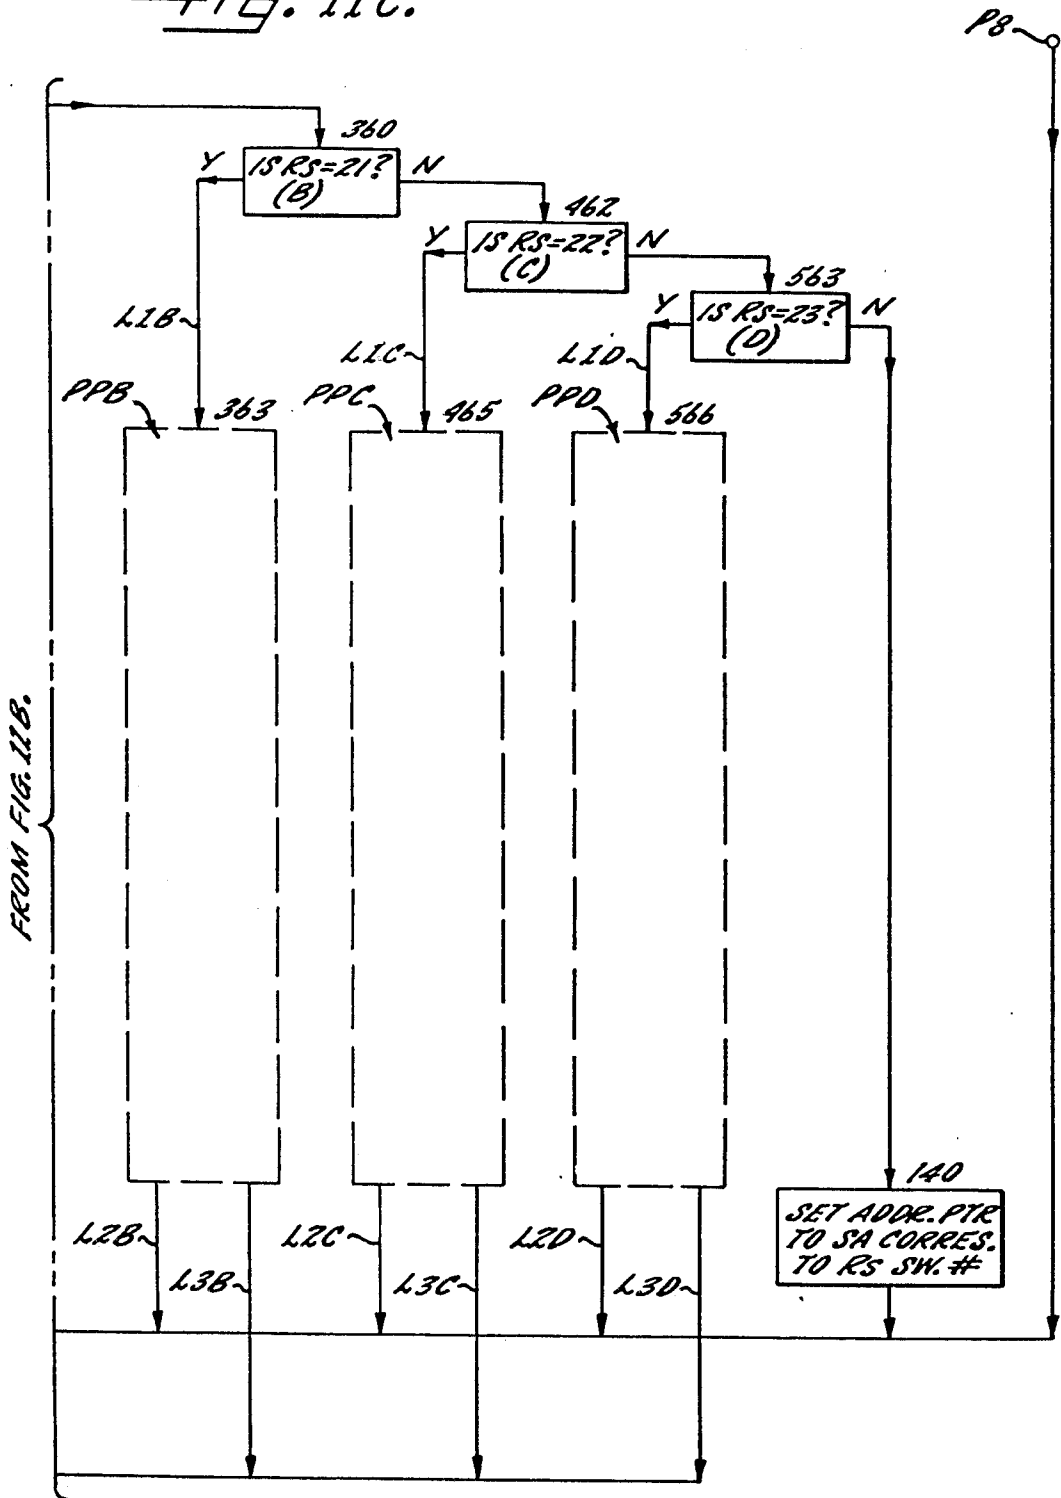 Fig. 11C.
P8
360
Y
IS RS=21?
(B)
N
462
Y
IS RS=22?
(C)
N
563
Y
IS RS=23?
(D)
N
L1B
L1C
L1D
PPB
363
PPC
465
PPD
566
FROM FIG. 11B.
140
SET ADDR. PTR
TO SA CORRES.
TO RS SW. #
L2B
L2C
L2D
L3B
L3C
L3D